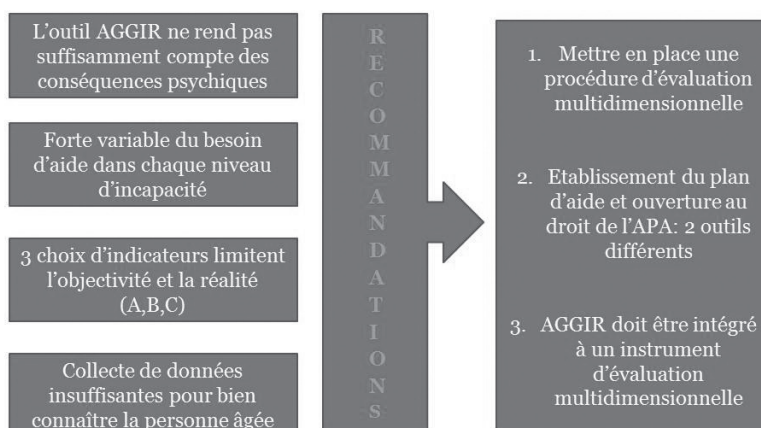 L'outil AGGIR ne rend pas
suffisamment compte des
conséquences psychiques
Forte variable du besoin
d'aide dans chaque niveau
d'incapacité
3 choix d'indicateurs limitent
l'objectivité et la réalité
(A,B,C)
Collecte de données
insuffisantes pour bien
connaître la personne âgée
RECOMMANDATIONS
1. Mettre en place une
procédure d'évaluation
multidimensionnelle
2. Etablissement du plan
d'aide et ouverture au
droit de l'APA: 2 outils
différents
3. AGGIR doit être intégré
à un instrument
d'évaluation
multidimensionnelle